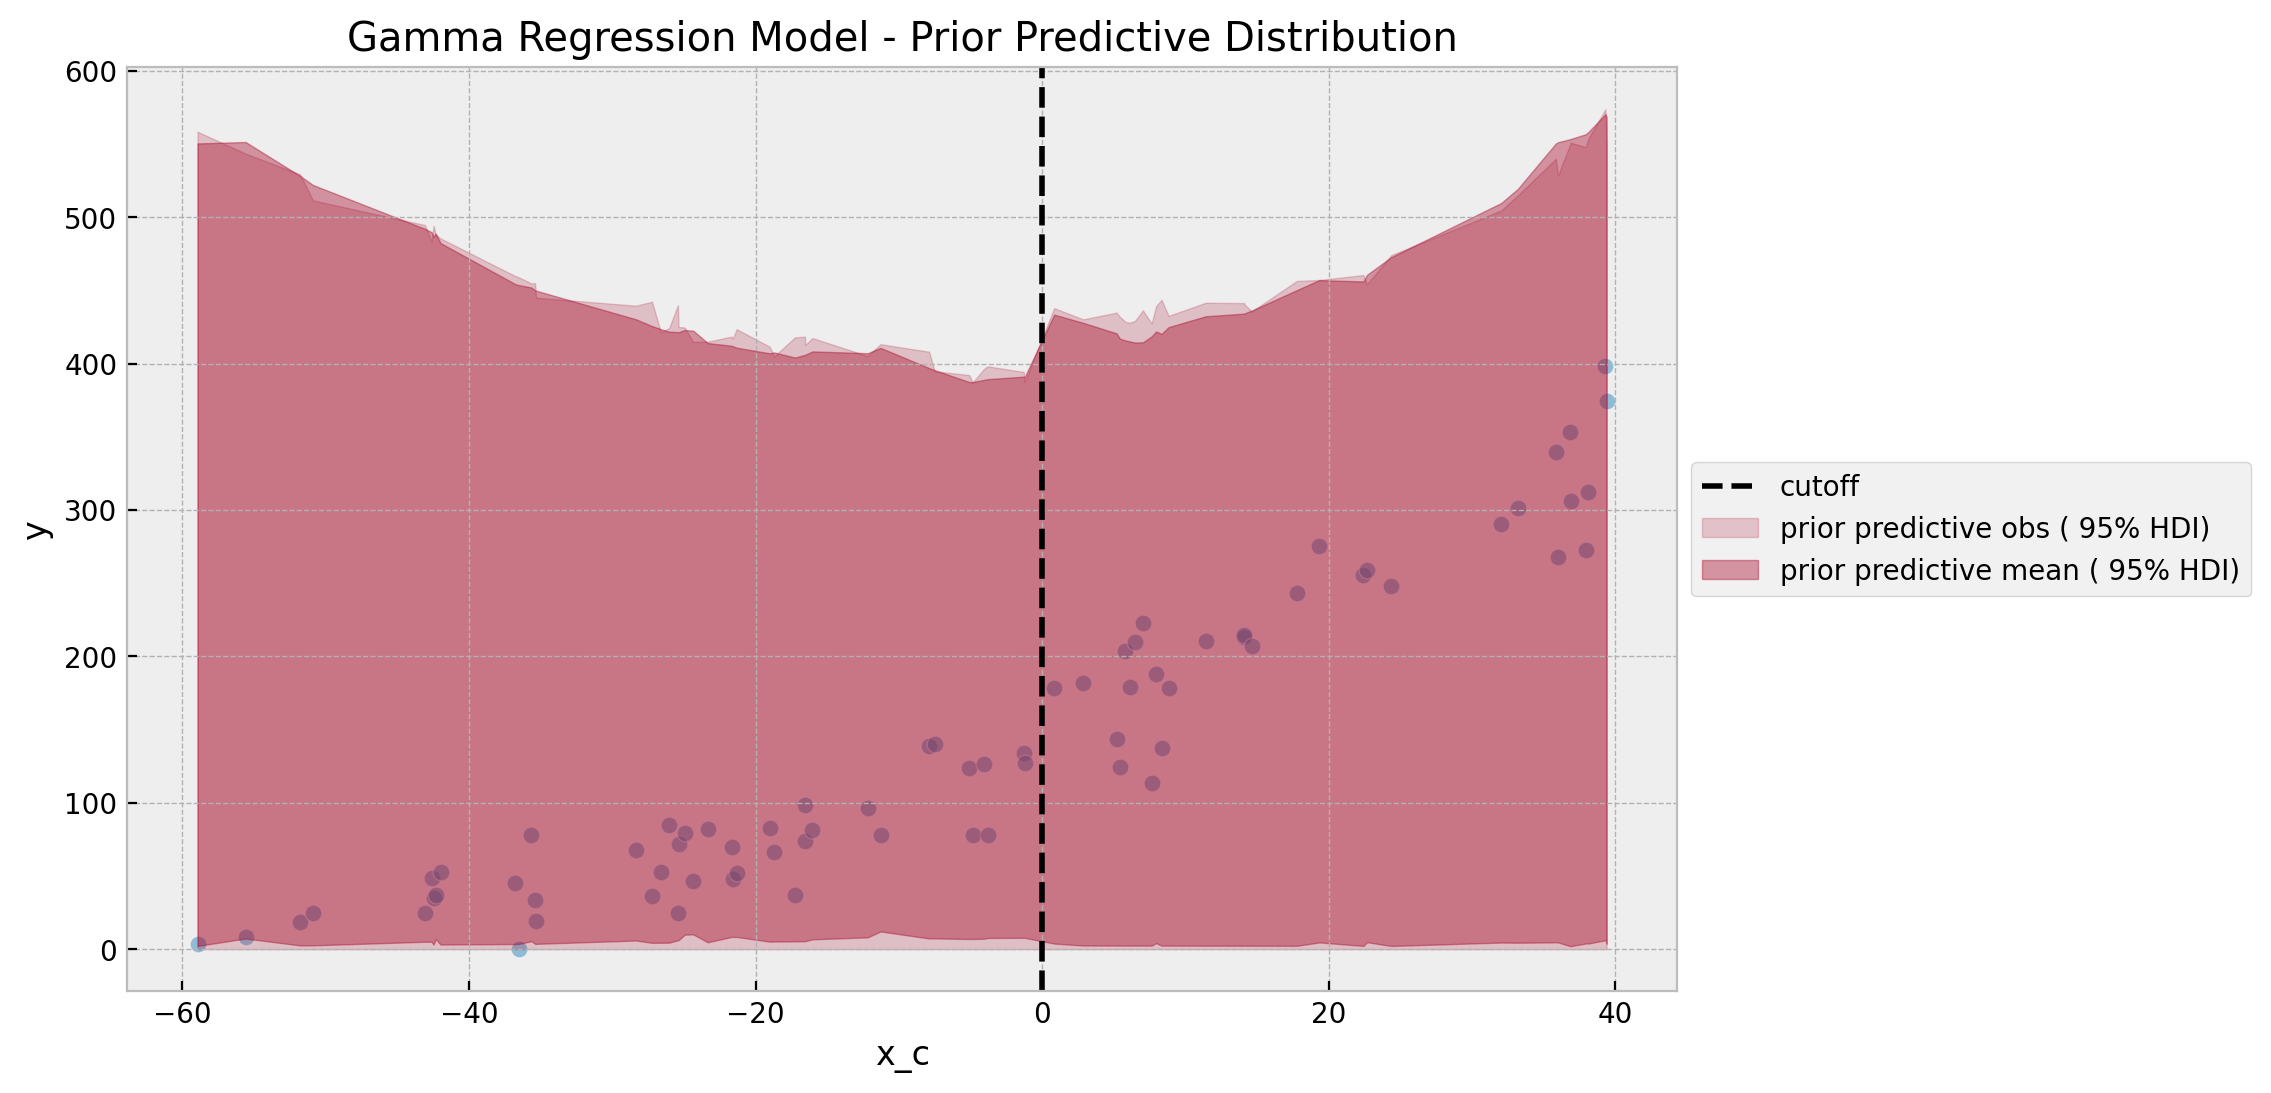 Gamma Regression Model - Prior Predictive Distribution
600
500
400
300
200
100
0
y
−60
−40
−20
0
20
40
x_c
cutoff
prior predictive obs ( 95% HDI)
prior predictive mean ( 95% HDI)